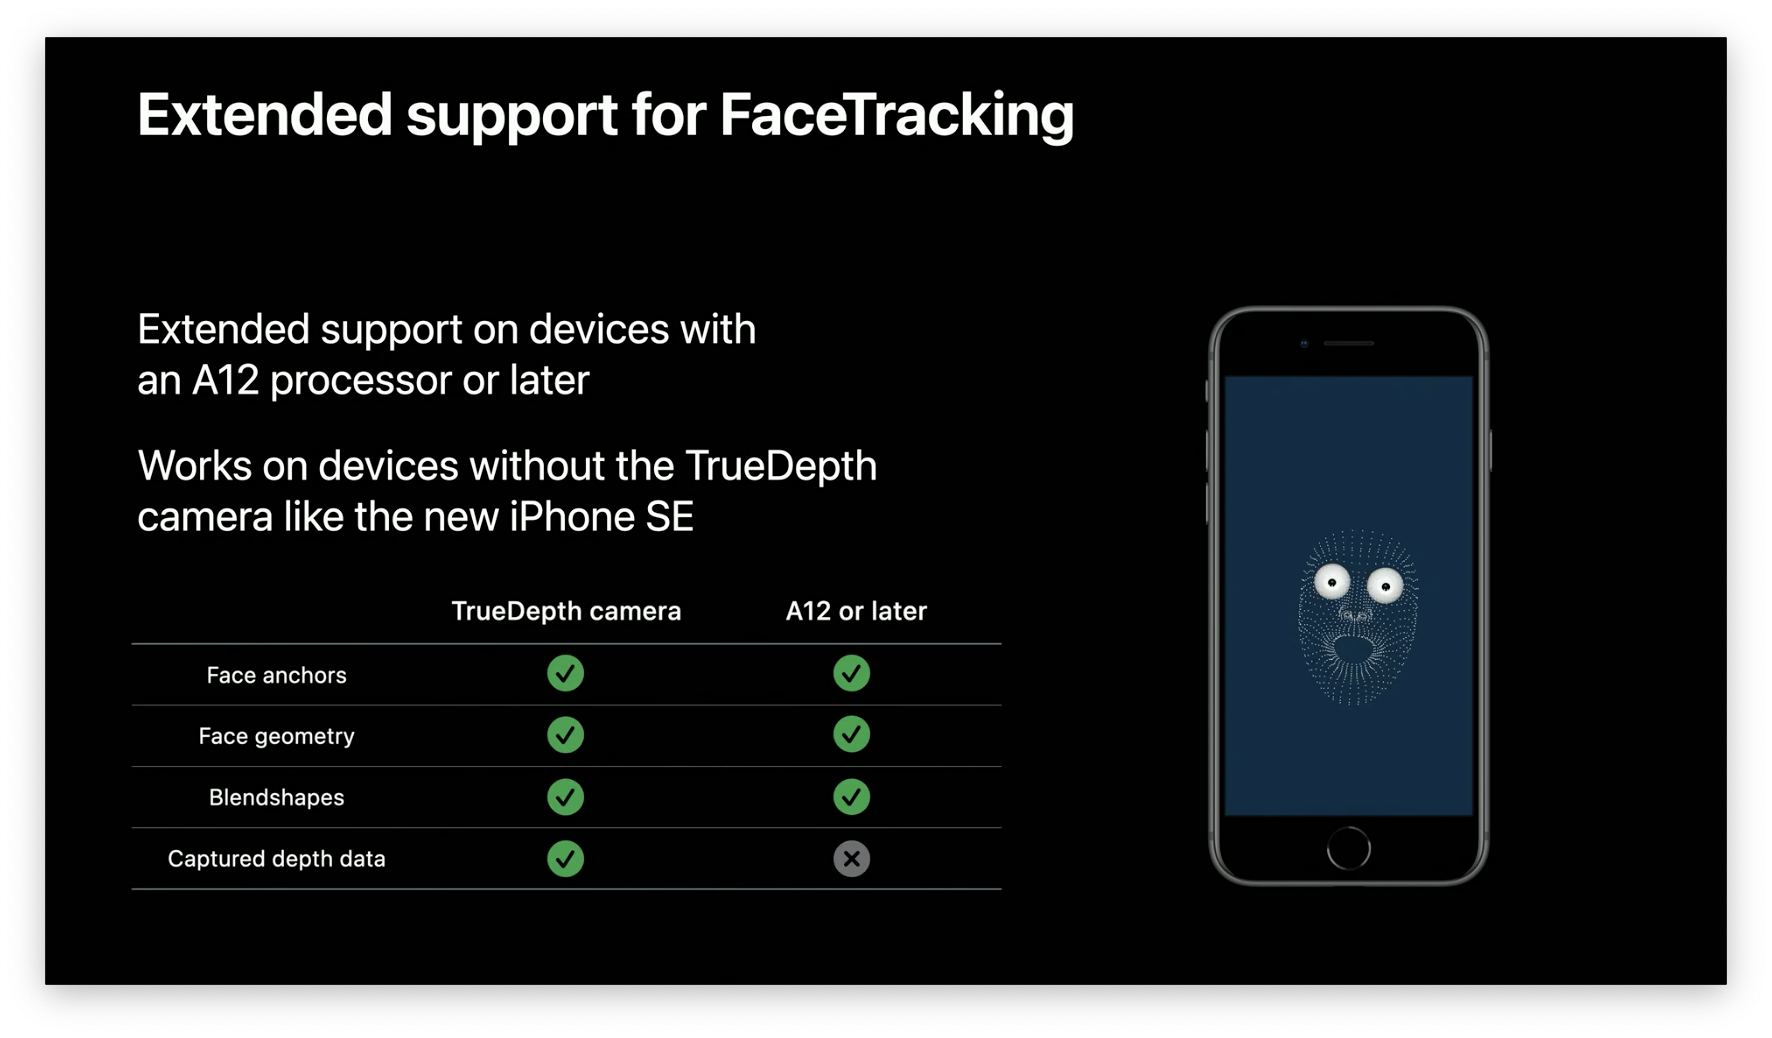 Extended support for FaceTracking
Extended support on devices with
an A12 processor or later
Works on devices without the TrueDepth
camera like the new iPhone SE
TrueDepth camera A12 or later
Face anchors
Face geometry
Blendshapes
Captured depth data